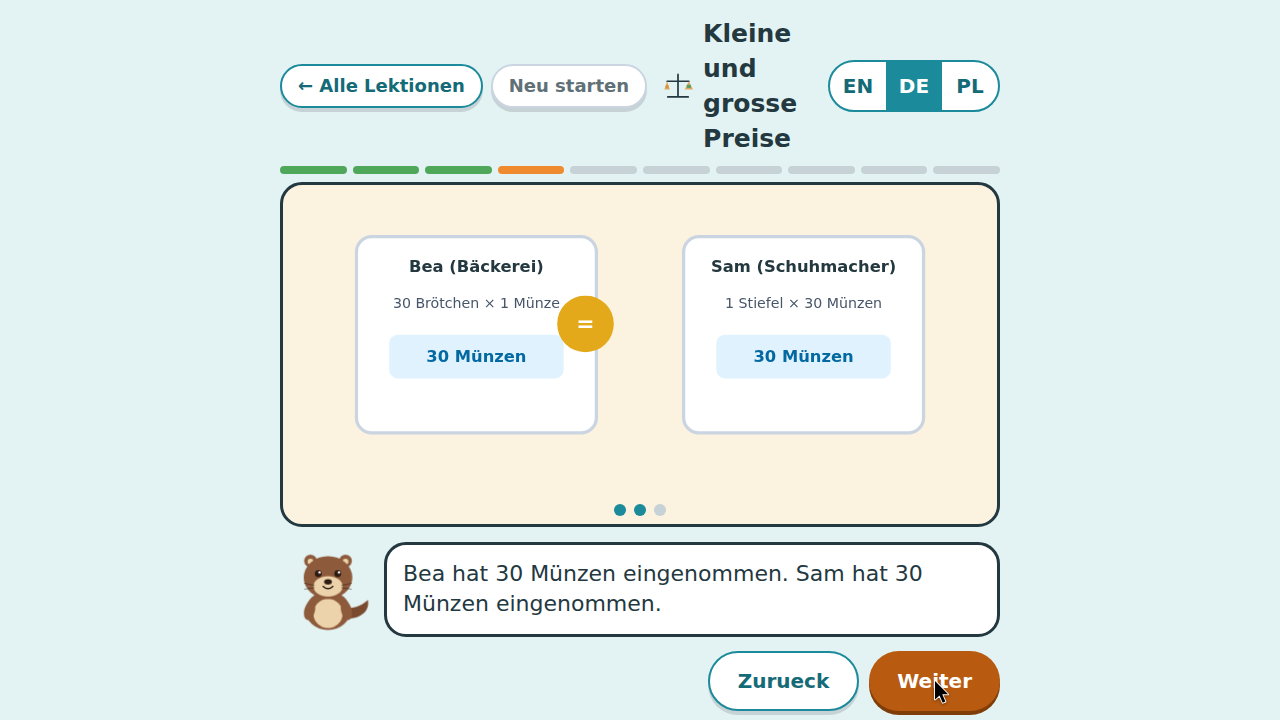 ← Alle Lektionen
Neu starten
Kleine
und
grosse
Preise
EN DE PL
Bea (Bäckerei)
30 Brötchen × 1 Münze
30 Münzen
=
Sam (Schuhmacher)
1 Stiefel × 30 Münzen
30 Münzen
Bea hat 30 Münzen eingenommen. Sam hat 30
Münzen eingenommen.
Zurueck
Weiter